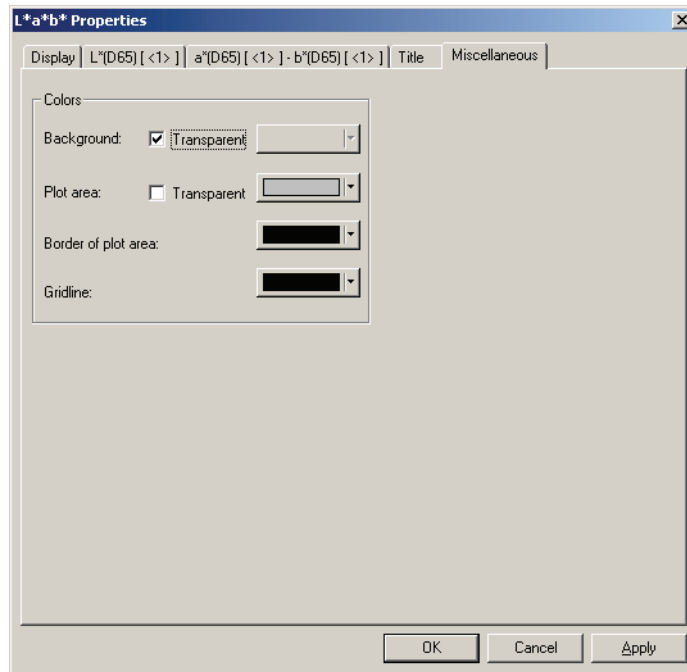 L*a*b* Properties
Display L*(D65) [ <1> ] a*(D65) [ <1> ] - b*(D65) [ <1> ] Title Miscellaneous
Colors
Background: Transparent
Plot area: Transparent
Border of plot area:
Gridline:
OK Cancel Apply